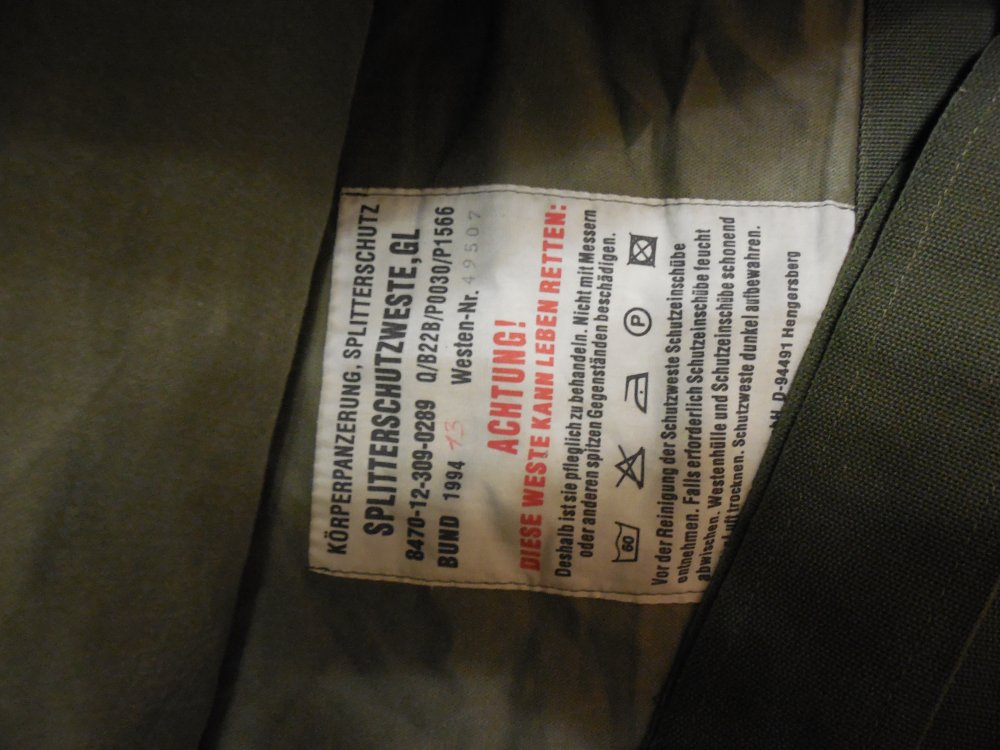 KÖRPERPANZERUNG, SPLITTERSCHUTZ
SPLITTERSCHUTZWESTE, GL
8470-12-309-0289 Q/B22B/P0030/P1566
BUND 1994 13 Westen-Nr. 49507
ACHTUNG!
DIESE WESTE KANN LEBEN RETTEN:
Deshalb ist sie pfleglich zu behandeln. Nicht mit Messern
oder anderen spitzen Gegenständen beschädigen.
60 P
Vor der Reinigung der Schutzweste Schutzeinschübe
entnehmen. Falls erforderlich Schutzeinschübe feucht
abwischen. Westenhülle und Schutzeinschübe schonend
lufttrocknen. Schutzweste dunkel aufbewahren.
D-94491 Hengersberg